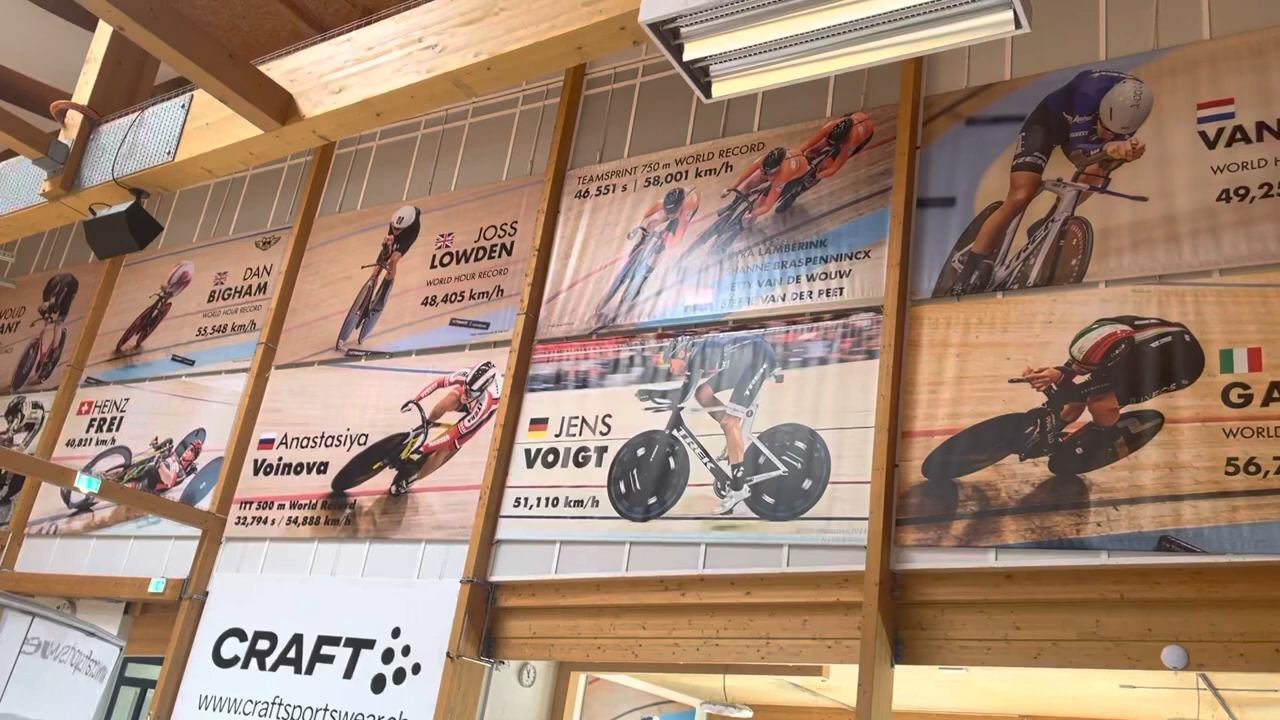 DAN
BIGHAM
WORLD HOUR RECORD
55,548 km/h
JOSS
LOWDEN
WORLD HOUR RECORD
48,405 km/h
TEAMSPRINT 750 m WORLD RECORD
46,551 s | 58,001 km/h
LAMBERINK
SHANNE BRASPENNINCX
VAN DE WOUW
VAN DER PEET
VAN
WORLD H
49,25
HEINZ
FREI
40,821 km/h
Anastasiya
Voinova
ITT 500 m World Record
32,794 s / 54,888 km/h
JENS
VOIGT
51,110 km/h
TREK
GA
WORL
56,7
CRAFT
www.craftsportswear.ch